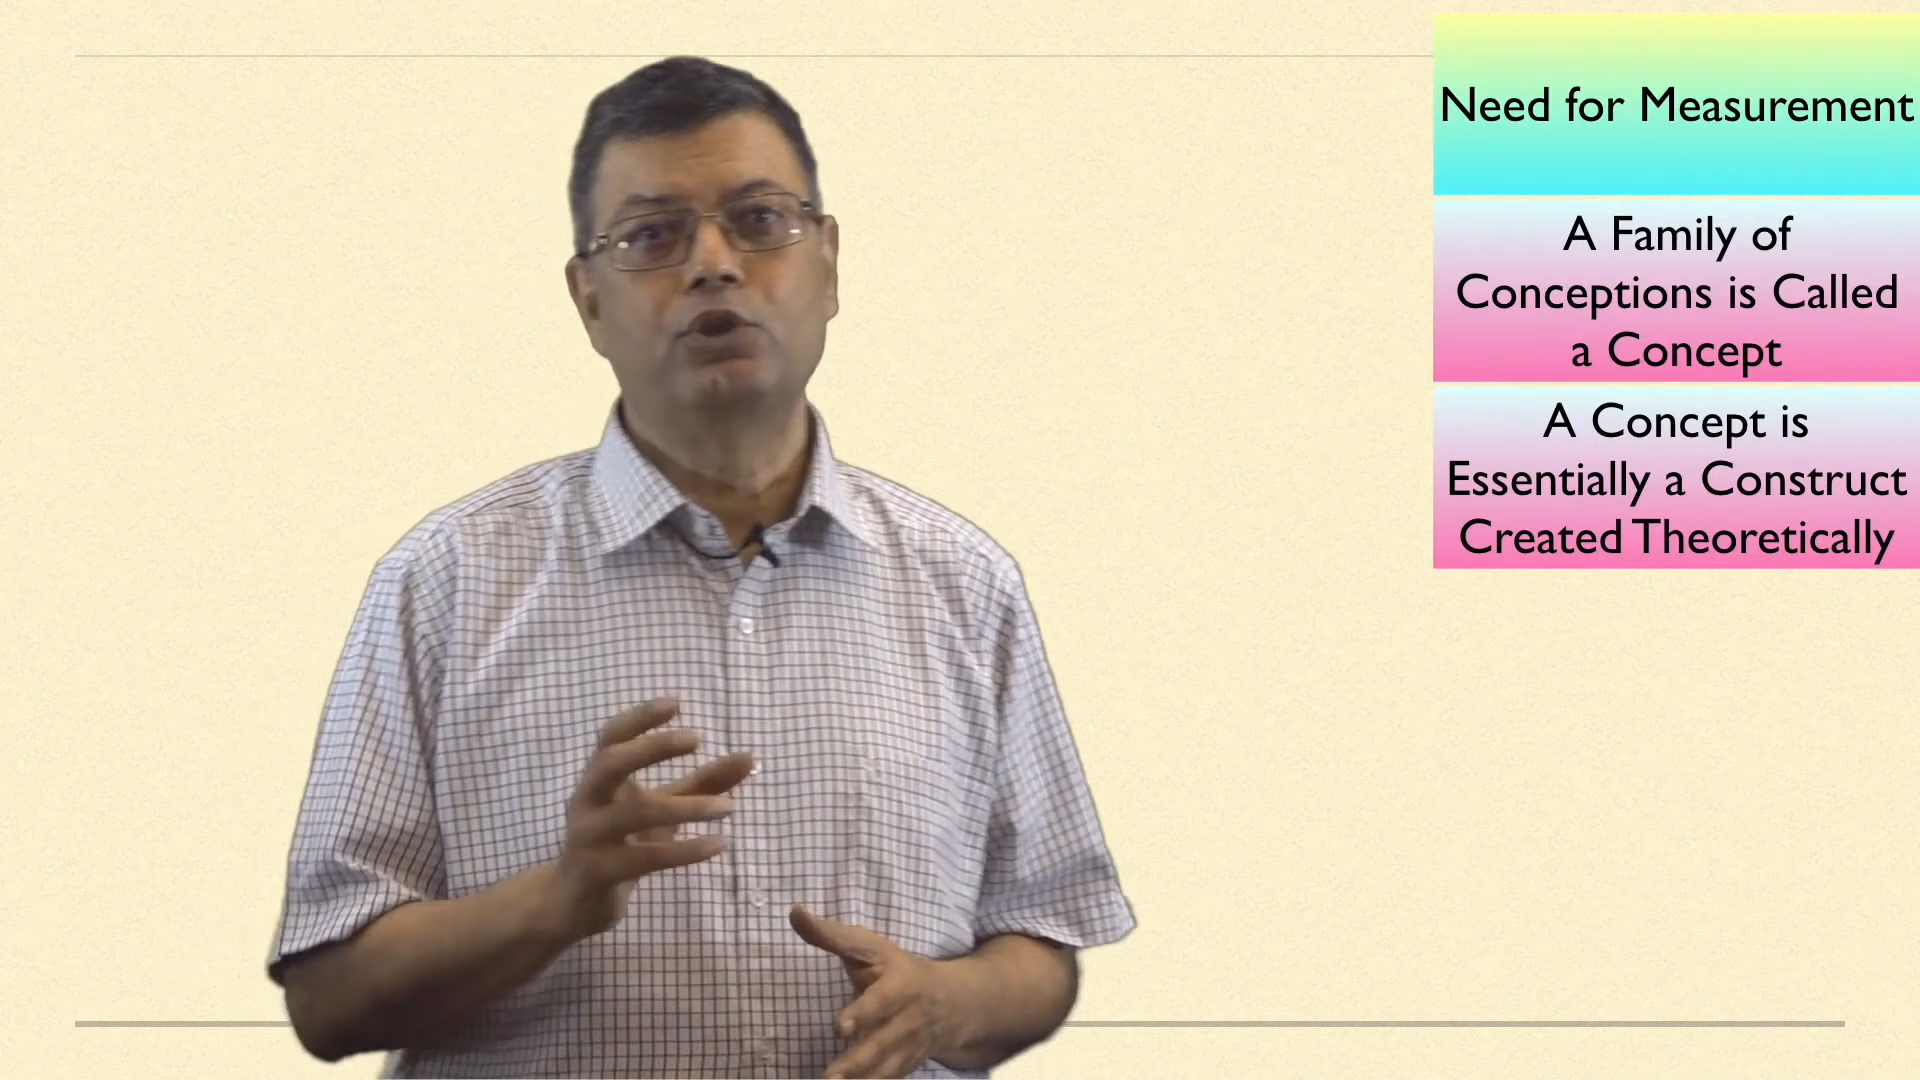 Need for Measurement
A Family of
Conceptions is Called
a Concept
A Concept is
Essentially a Construct
Created Theoretically